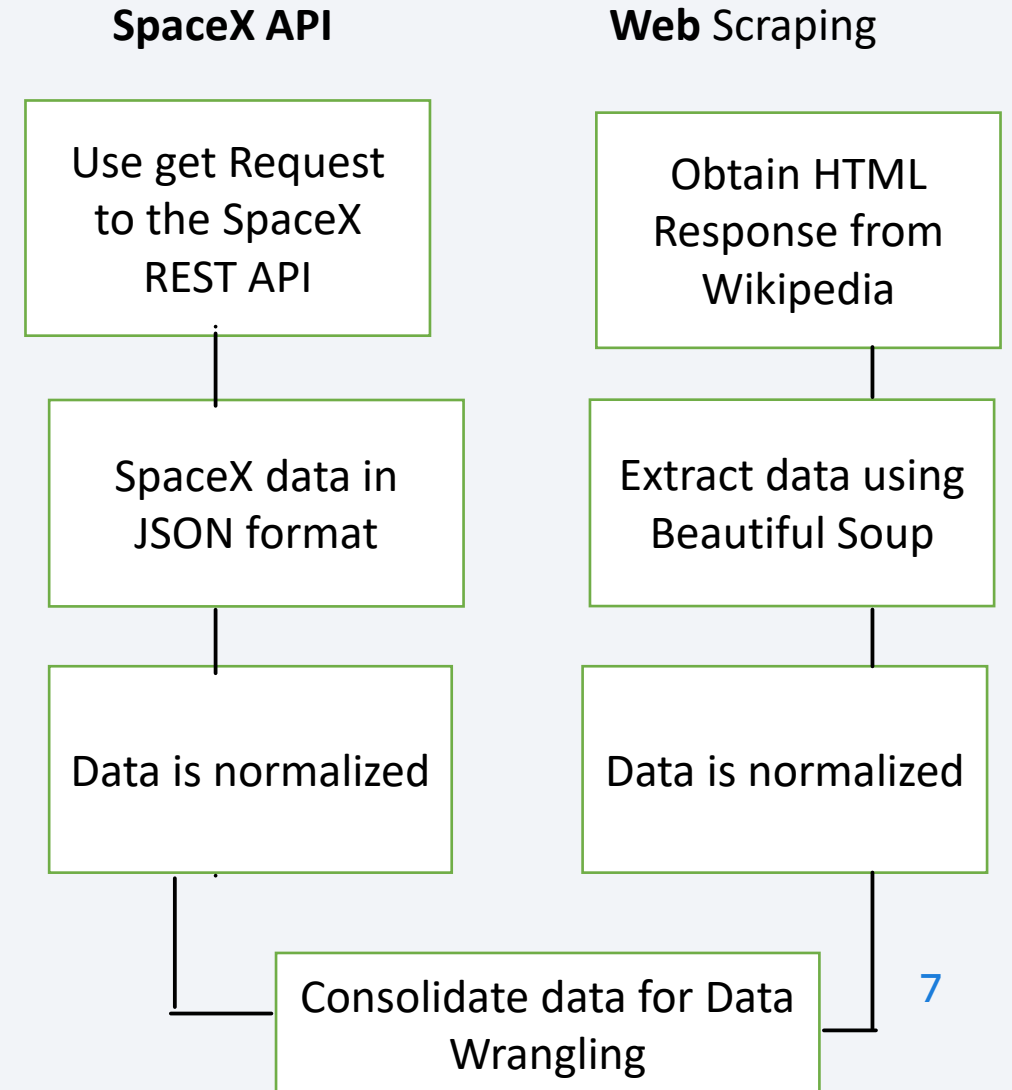 SpaceX API
Use get Request
to the SpaceX
REST API
SpaceX data in
JSON format
Data is normalized
Web Scraping
Obtain HTML
Response from
Wikipedia
Extract data using
Beautiful Soup
Data is normalized
Consolidate data for Data
Wrangling
7